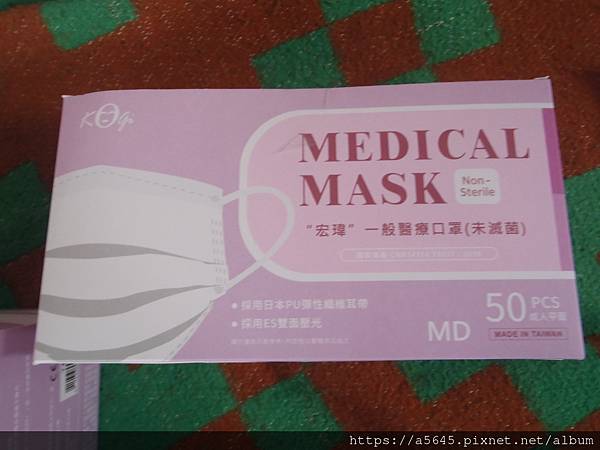 KOgi
MEDICAL
MASK
Non-
Sterile
“宏瑋”一般醫療口罩(未滅菌)
• 採用日本PU彈性纖維耳帶
• 採用ES雙面壓光
MD
50 PCS
成人平面
MADE IN TAIWAN
https://a5645.pixnet.net/album